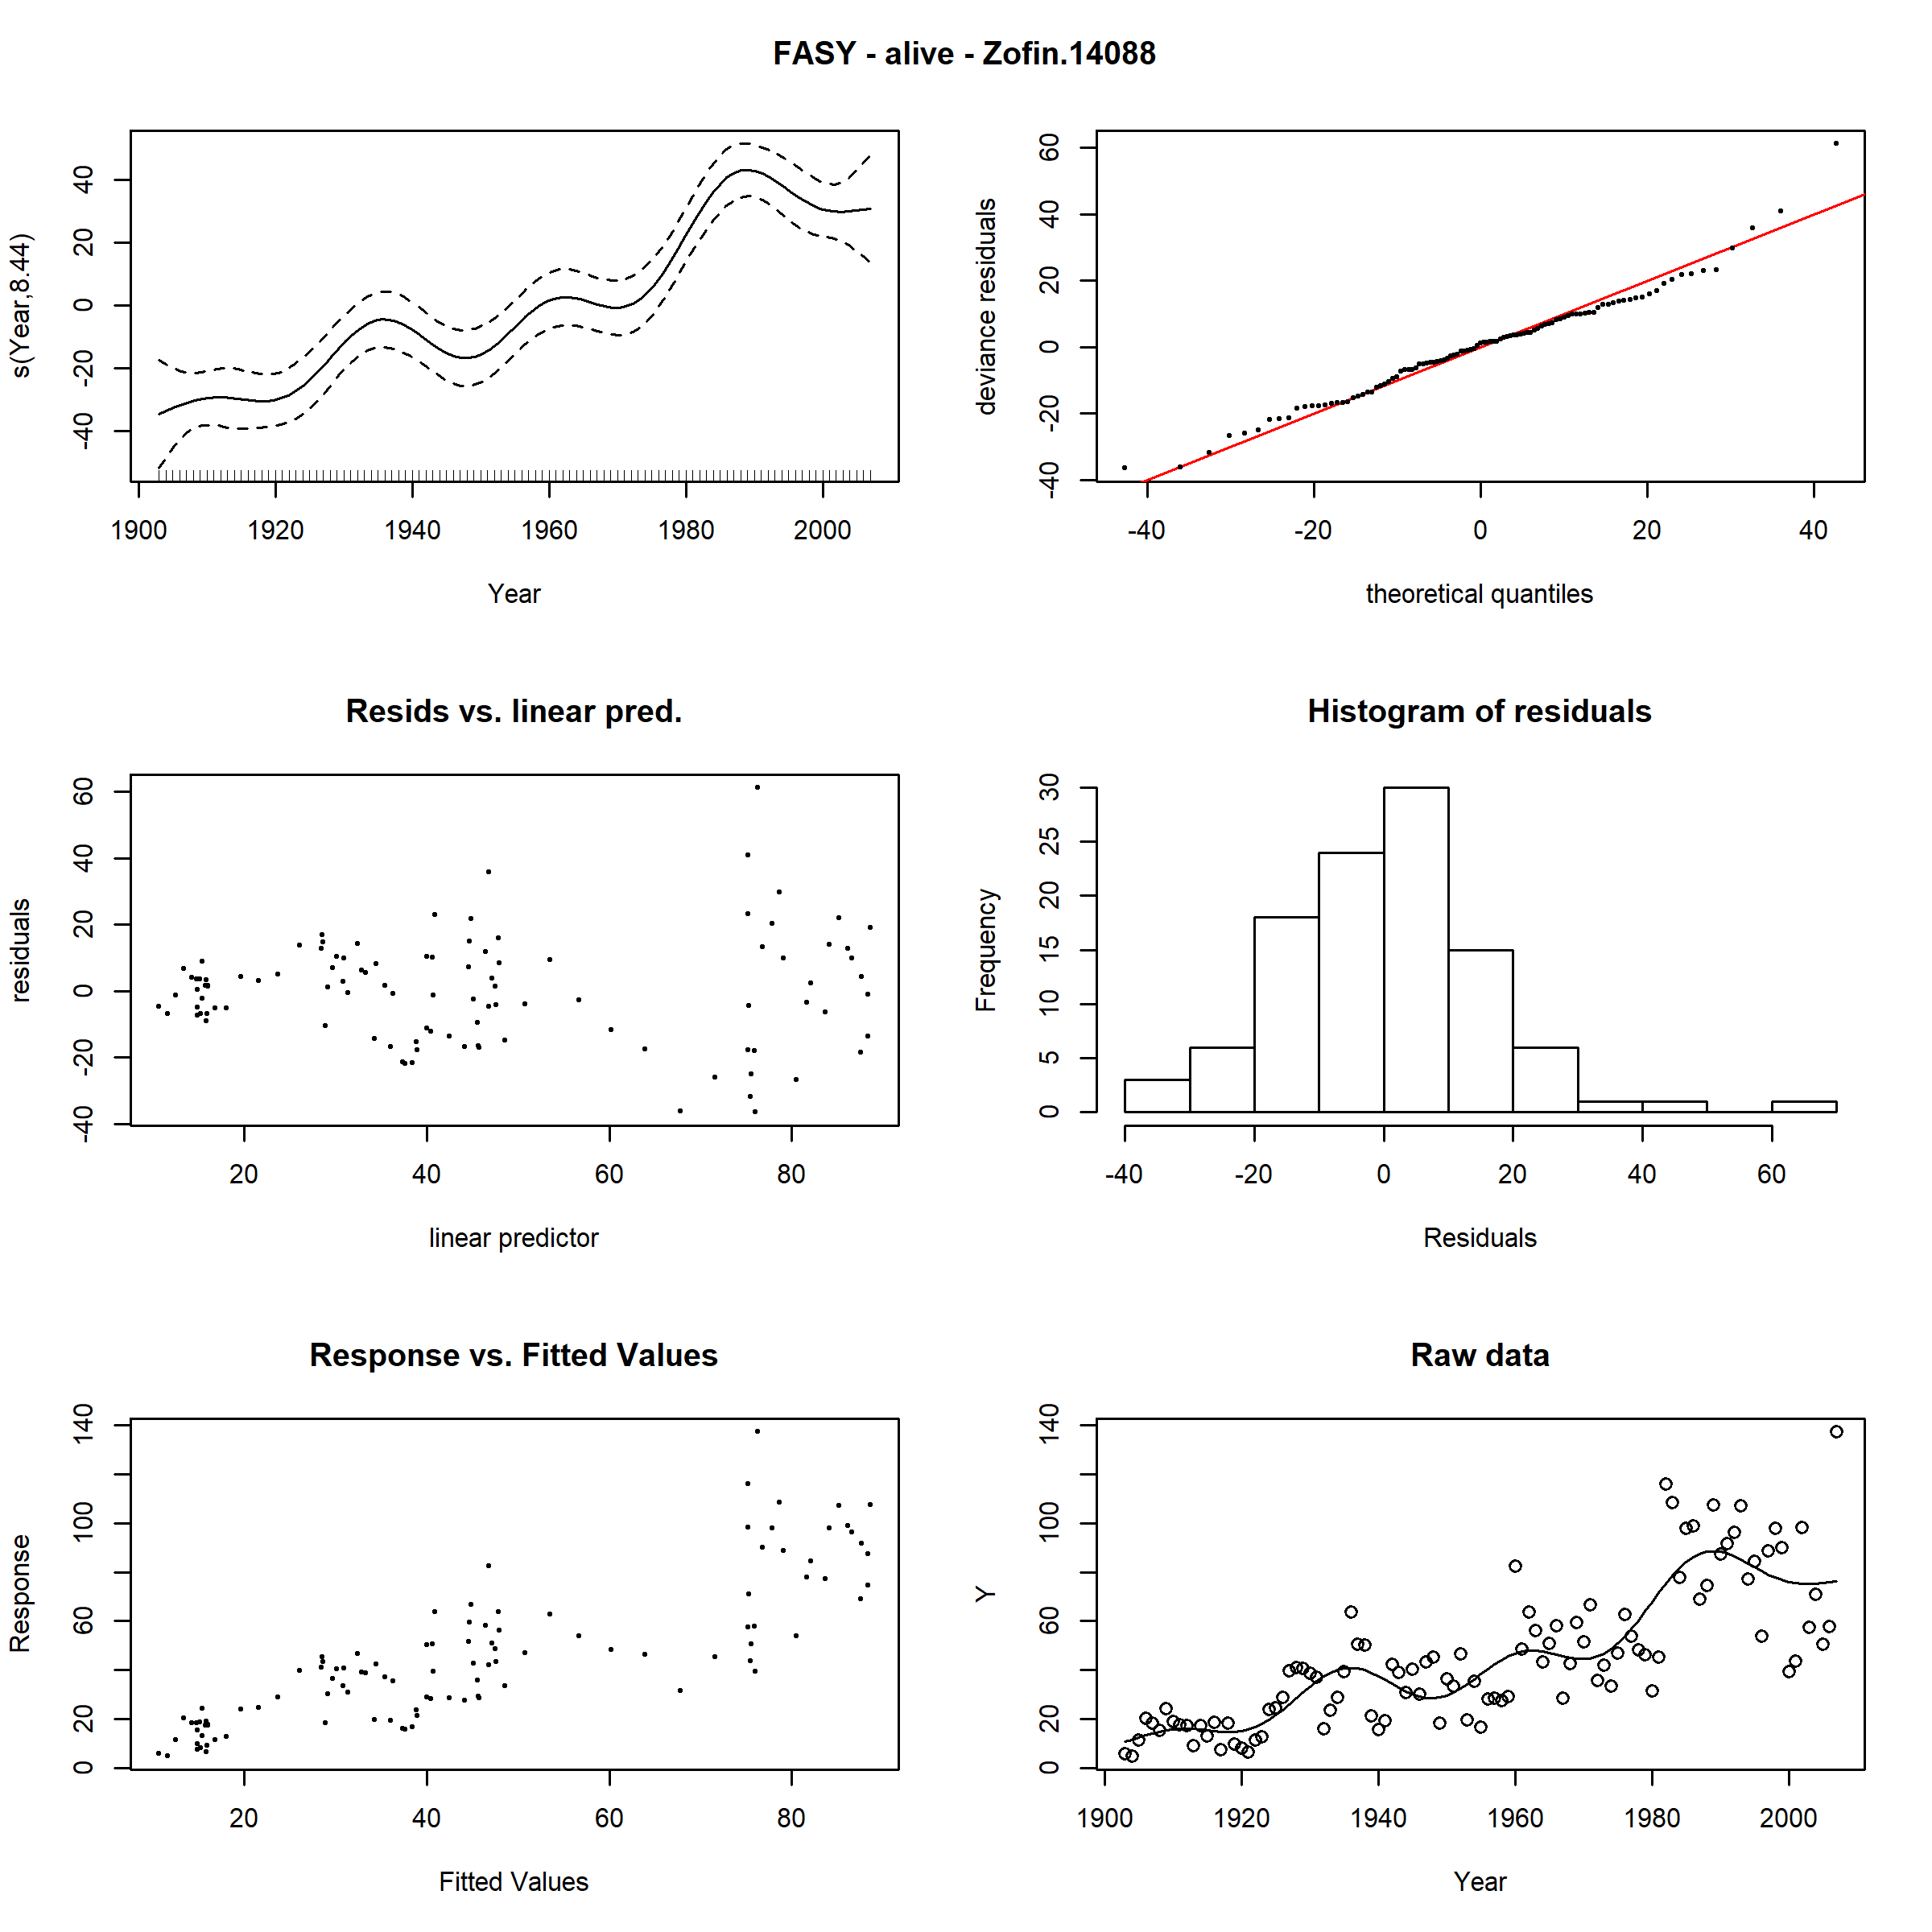 FASY - alive - Zofin.14088
s(Year,8.44)
-40 -20 0 20 40
1900 1920 1940 1960 1980 2000
Year
deviance residuals
-40 -20 0 20 40 60
-40 -20 0 20 40
theoretical quantiles
Resids vs. linear pred.
residuals
-40 -20 0 20 40 60
20 40 60 80
linear predictor
Histogram of residuals
Frequency
0 5 10 15 20 25 30
-40 -20 0 20 40 60
Residuals
Response vs. Fitted Values
Response
0 20 60 100 140
20 40 60 80
Fitted Values
Raw data
Y
0 20 60 100 140
1900 1920 1940 1960 1980 2000
Year